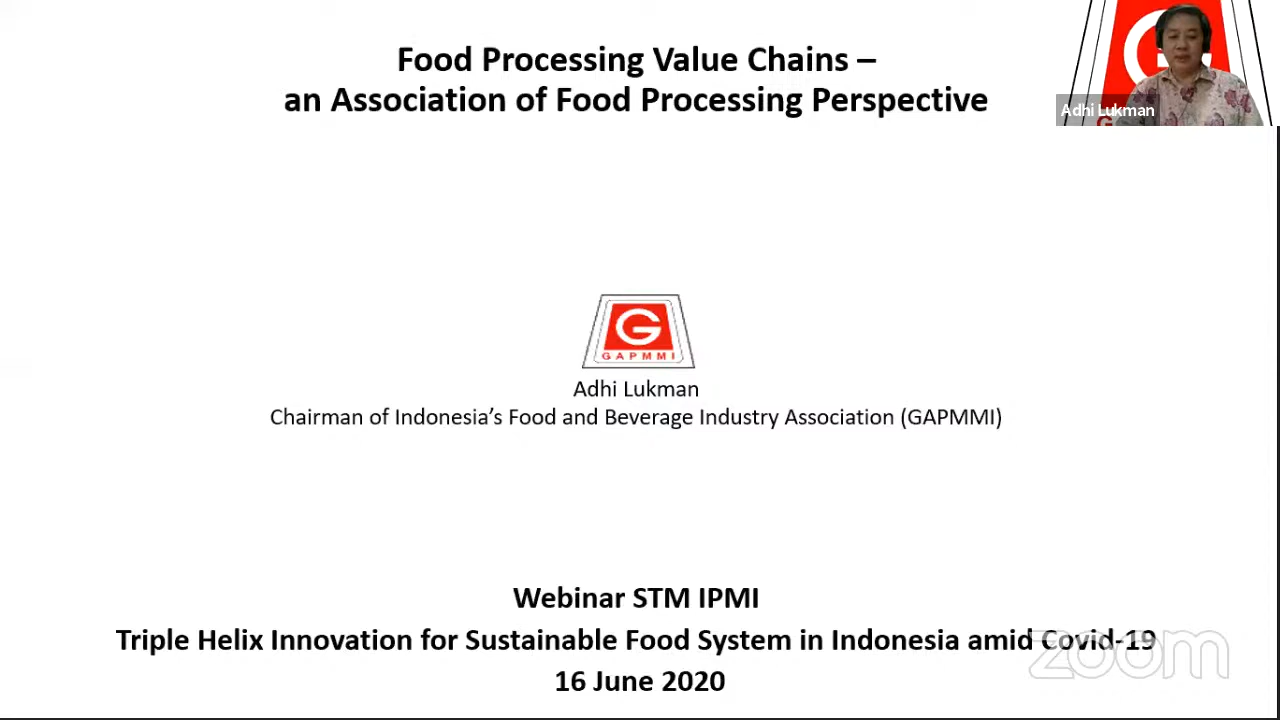 Food Processing Value Chains –
an Association of Food Processing Perspective
Adhi Lukman
G
GAPMMI
Adhi Lukman
Chairman of Indonesia's Food and Beverage Industry Association (GAPMMI)
Webinar STM IPMI
Triple Helix Innovation for Sustainable Food System in Indonesia amid Covid-19
16 June 2020
zoom